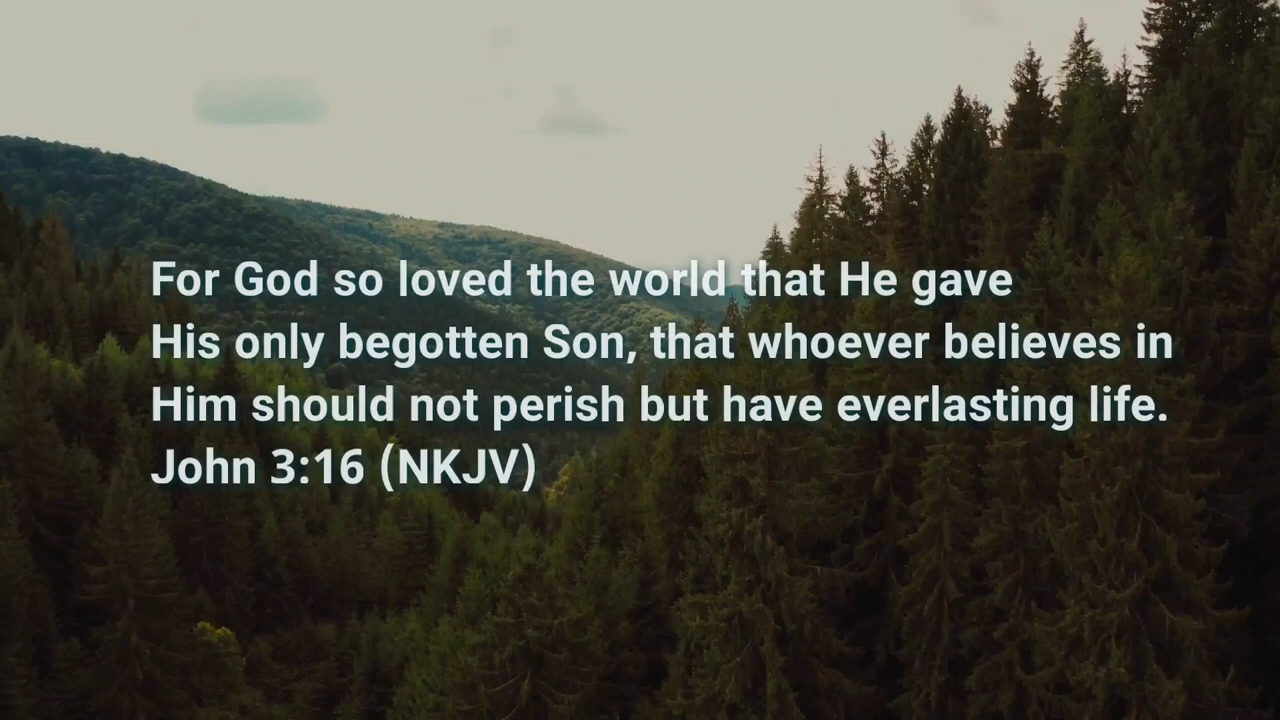 For God so loved the world that He gave
His only begotten Son, that whoever believes in
Him should not perish but have everlasting life.
John 3:16 (NKJV)